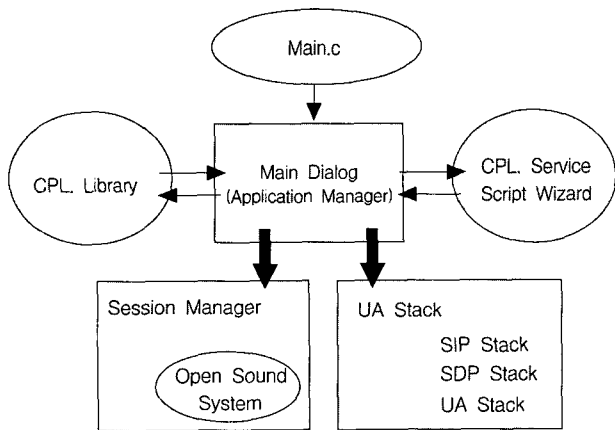 Main.c
CPL. Library
Main Dialog
(Application Manager)
CPL. Service
Script Wizard
Session Manager
Open Sound
System
UA Stack
SIP Stack
SDP Stack
UA Stack